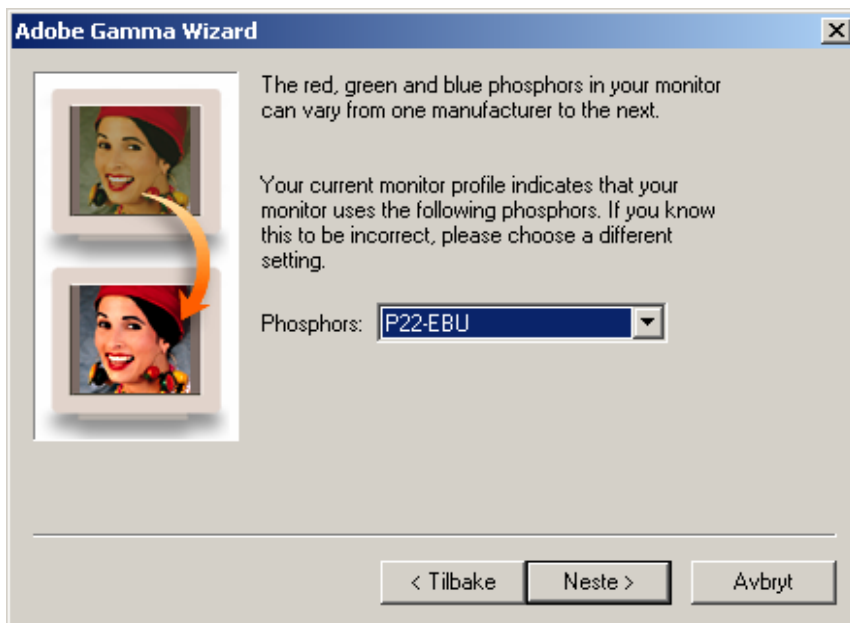 Adobe Gamma Wizard
The red, green and blue phosphors in your monitor
can vary from one manufacturer to the next.
Your current monitor profile indicates that your
monitor uses the following phosphors. If you know
this to be incorrect, please choose a different
setting.
Phosphors: P22-EBU
< Tilbake Neste > Avbryt